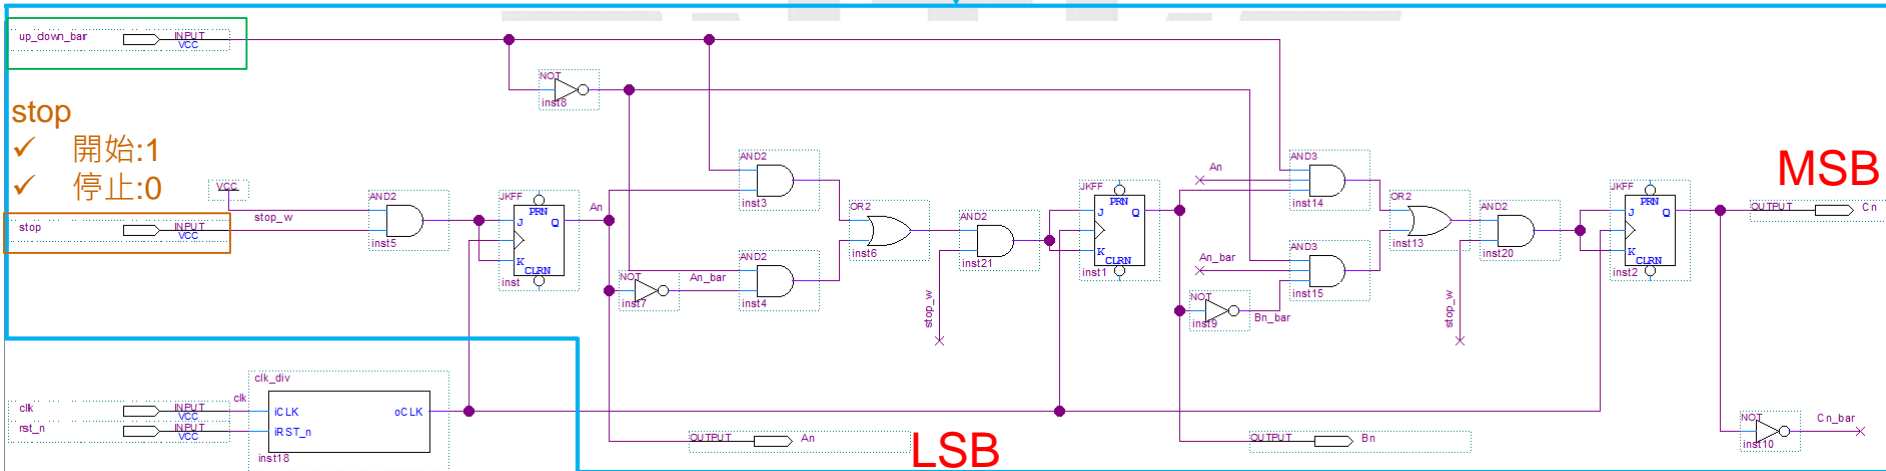 up_down_bar
INPUT
VCC
NOT
inst8
stop
✓ 開始:1
✓ 停止:0
VCC
stop_w
stop
INPUT
VCC
AND2
inst5
JKFF
PRN
J
Q
K
CLRN
inst
An
NOT
inst7
An_bar
AND2
inst3
AND2
inst4
OR2
inst6
AND2
inst21
stop_w
JKFF
PRN
J
Q
K
CLRN
inst1
NOT
inst9
Bn_bar
An
An_bar
AND3
inst14
AND3
inst15
OR2
inst13
AND2
inst20
stop_w
JKFF
PRN
J
Q
K
CLRN
inst2
MSB
OUTPUT
Cn
clk
INPUT
VCC
rst_n
INPUT
VCC
clk_div
clk
iCLK
oCLK
iRST_n
inst18
OUTPUT
An
LSB
OUTPUT
Bn
NOT
inst10
Cn_bar